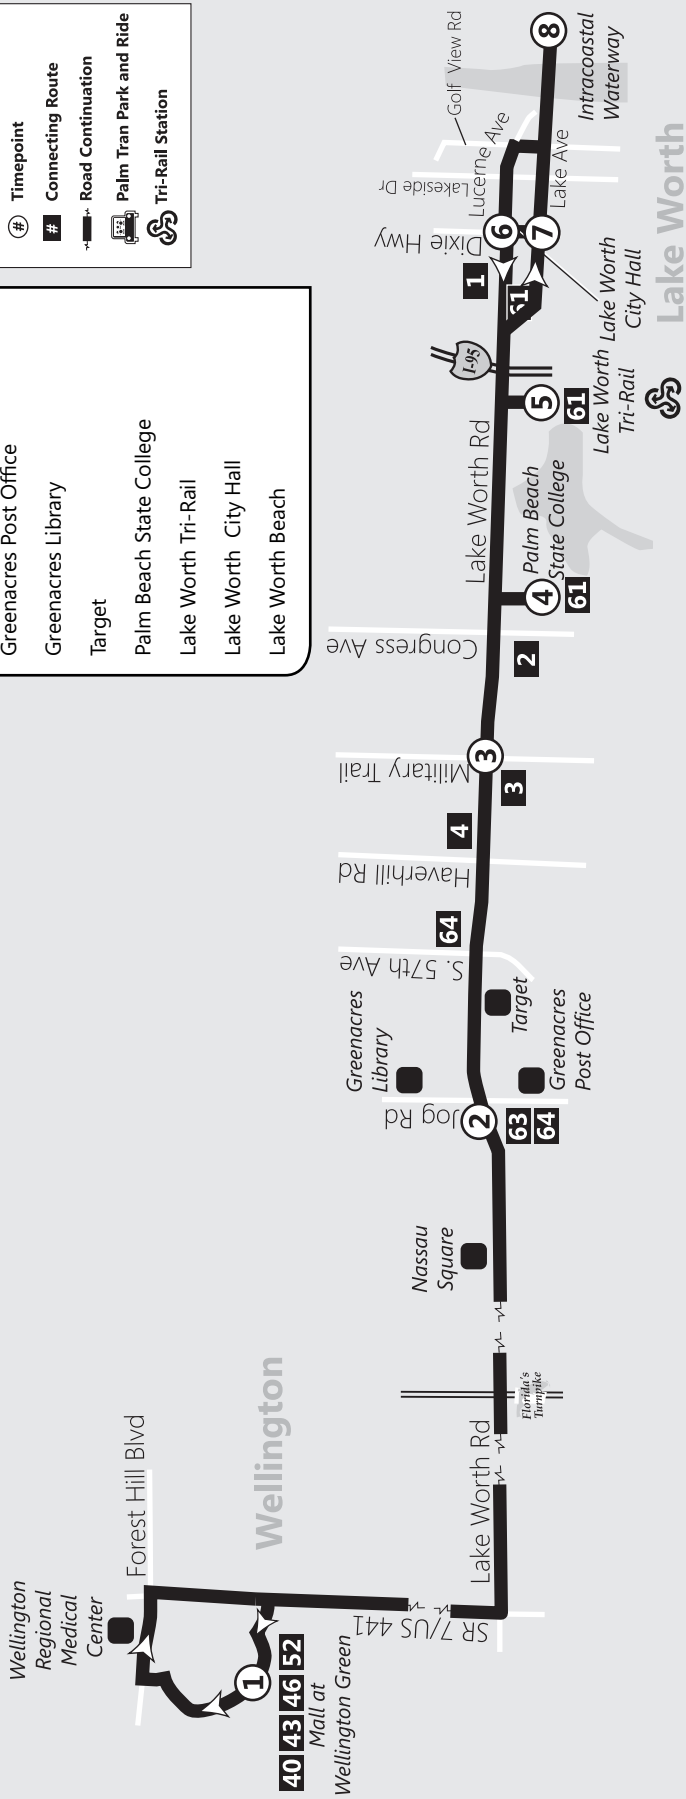 # Timepoint
# Connecting Route
Road Continuation
Palm Tran Park and Ride
Tri-Rail Station
Greenacres Post Office
Greenacres Library
Target
Palm Beach State College
Lake Worth Tri-Rail
Lake Worth City Hall
Lake Worth Beach
Wellington
Regional
Medical
Center
Forest Hill Blvd
Wellington
1
40 43 46 52
Mall at
Wellington Green
SR 7/US 441
Lake Worth Rd
Florida's
Turnpike
Nassau
Square
Jog Rd
2
63
64
Greenacres
Library
Greenacres
Post Office
Target
S. 57th Ave
64
Haverhill Rd
4
Military Trail
3
3
Congress Ave
2
4
61
Palm Beach
State College
Lake Worth Rd
5
61
Lake Worth
Tri-Rail
I-95
61
1
Dixie Hwy
6
7
Lake Worth
City Hall
Lake Worth
Lakeside Dr
Lucerne Ave
Lake Ave
Golf View Rd
8
Intracoastal
Waterway